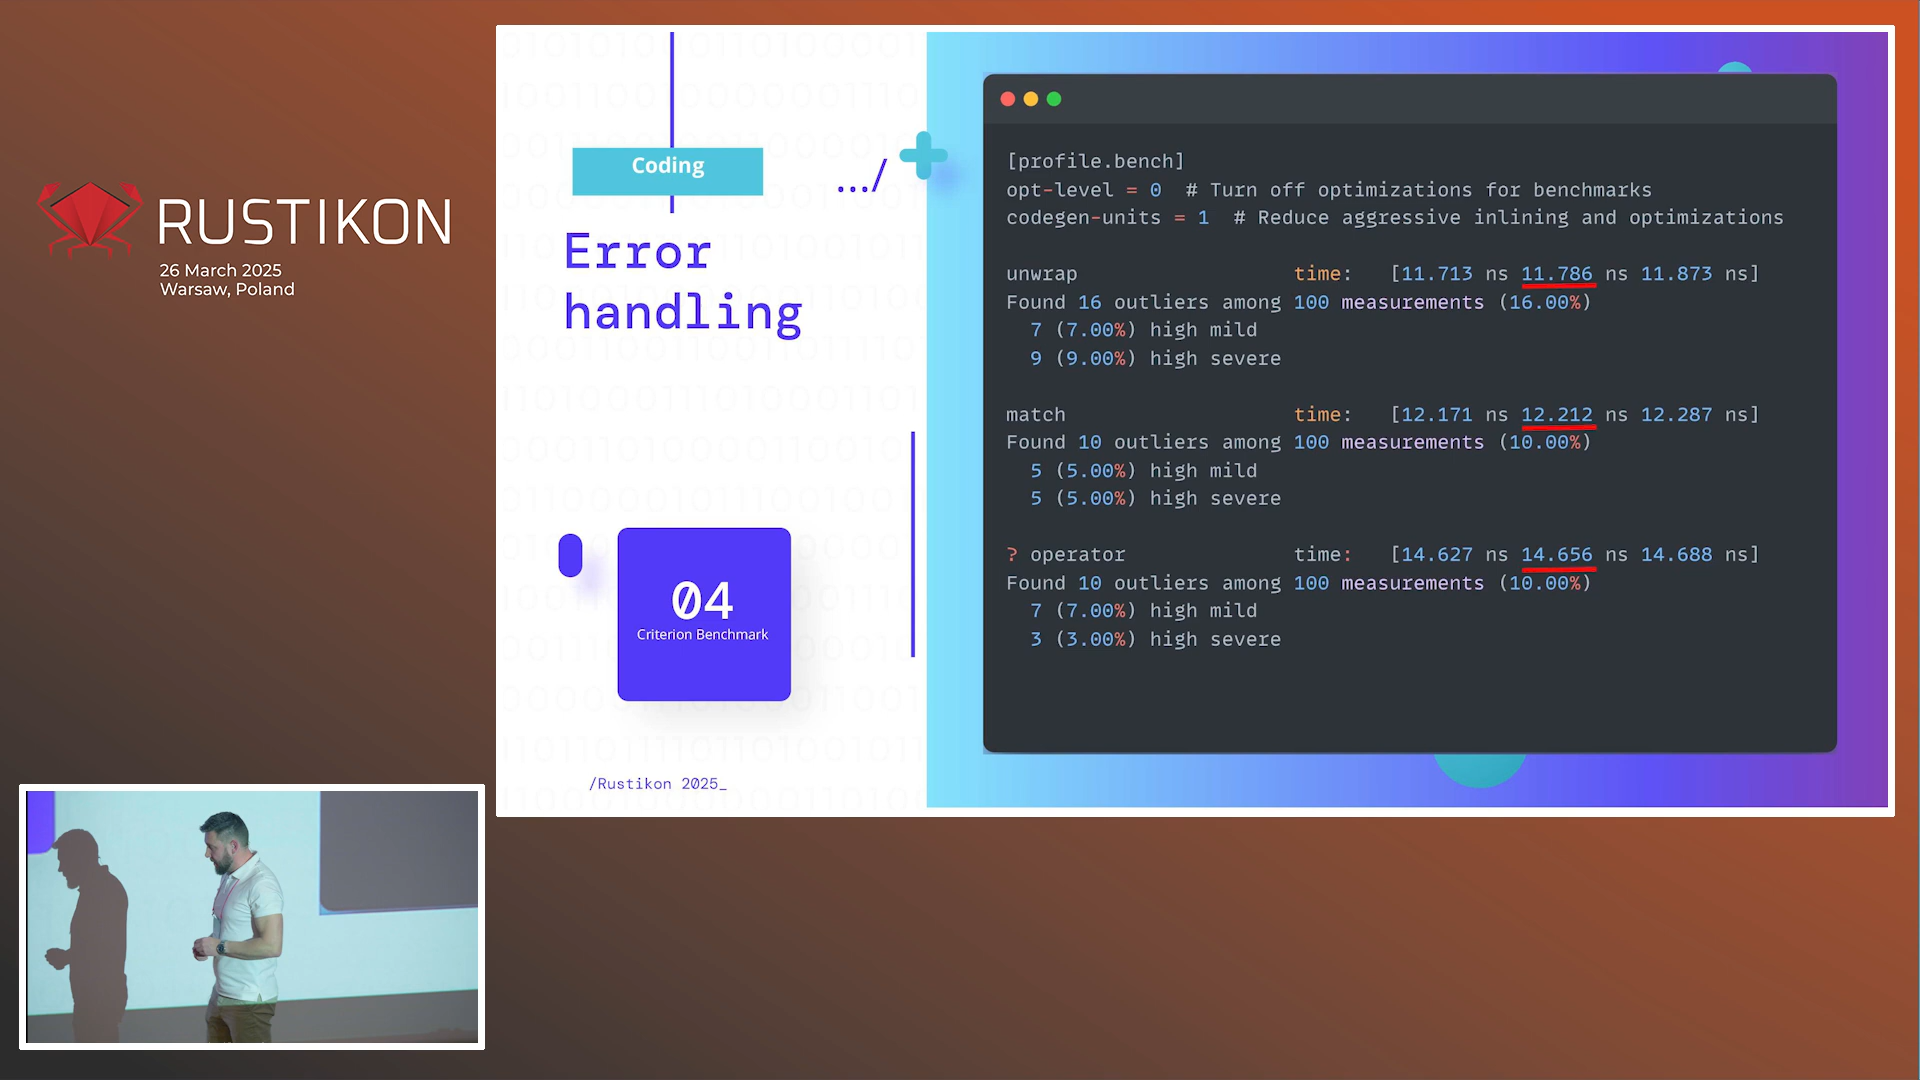 RUSTIKON
26 March 2025
Warsaw, Poland
Coding
.../
Error
handling
04
Criterion Benchmark
/Rustikon 2025_
[profile.bench]
opt-level = 0  # Turn off optimizations for benchmarks
codegen-units = 1  # Reduce aggressive inlining and optimizations
unwrap time: [11.713 ns 11.786 ns 11.873 ns]
Found 16 outliers among 100 measurements (16.00%)
7 (7.00%) high mild
9 (9.00%) high severe
match time: [12.171 ns 12.212 ns 12.287 ns]
Found 10 outliers among 100 measurements (10.00%)
5 (5.00%) high mild
5 (5.00%) high severe
? operator time: [14.627 ns 14.656 ns 14.688 ns]
Found 10 outliers among 100 measurements (10.00%)
7 (7.00%) high mild
3 (3.00%) high severe